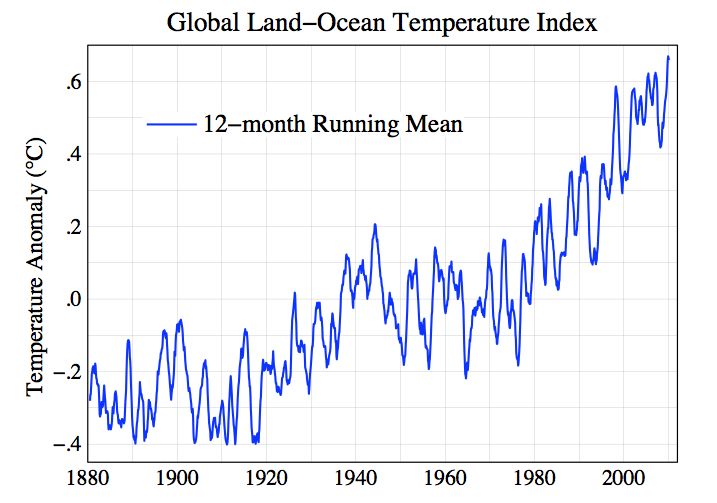 Global Land−Ocean Temperature Index
.6
12−month Running Mean
.4
.2
.0
−.2
−.4
Temperature Anomaly (°C)
1880 1900 1920 1940 1960 1980 2000